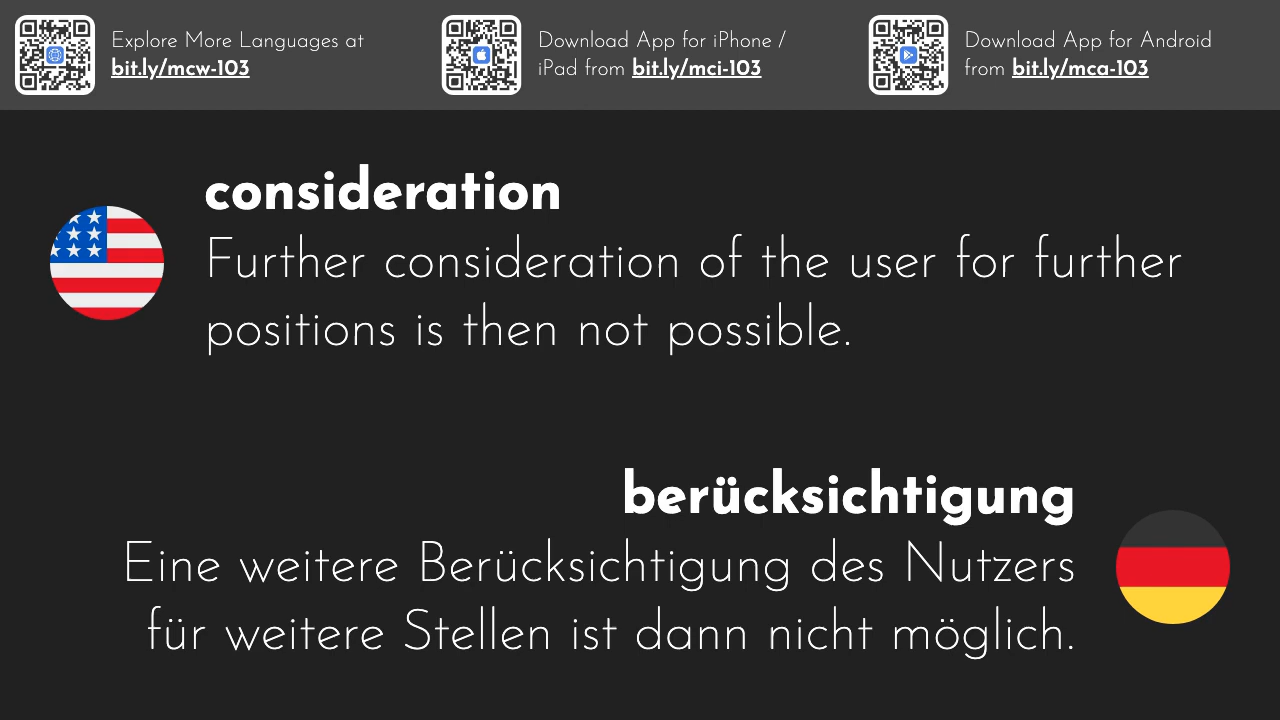 Explore More Languages at
bit.ly/mcw-103
Download App for iPhone /
iPad from bit.ly/mci-103
Download App for Android
from bit.ly/mca-103
consideration
Further consideration of the user for further
positions is then not possible.
berücksichtigung
Eine weitere Berücksichtigung des Nutzers
für weitere Stellen ist dann nicht möglich.